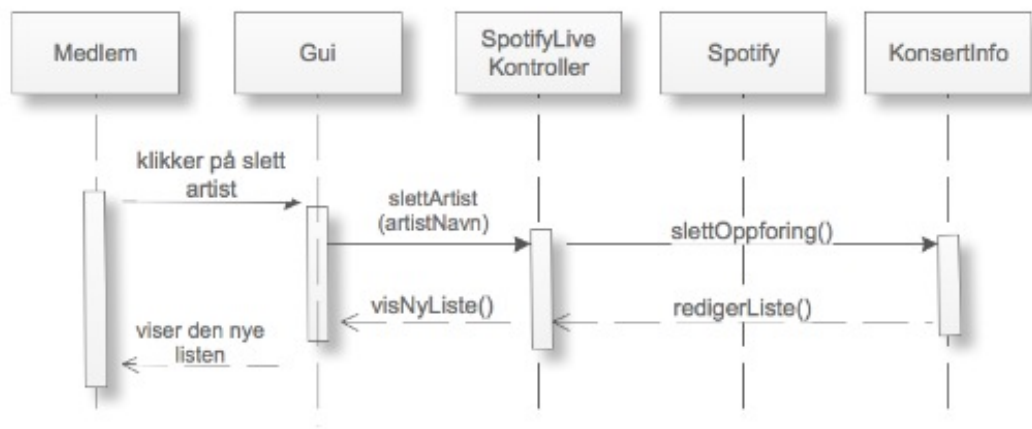 Medlem
Gui
SpotifyLive
Kontroller
Spotify
KonsertInfo
klikker på slett
artist
slettArtist
(artistNavn)
slettOppforing()
visNyListe()
redigerListe()
viser den nye
listen